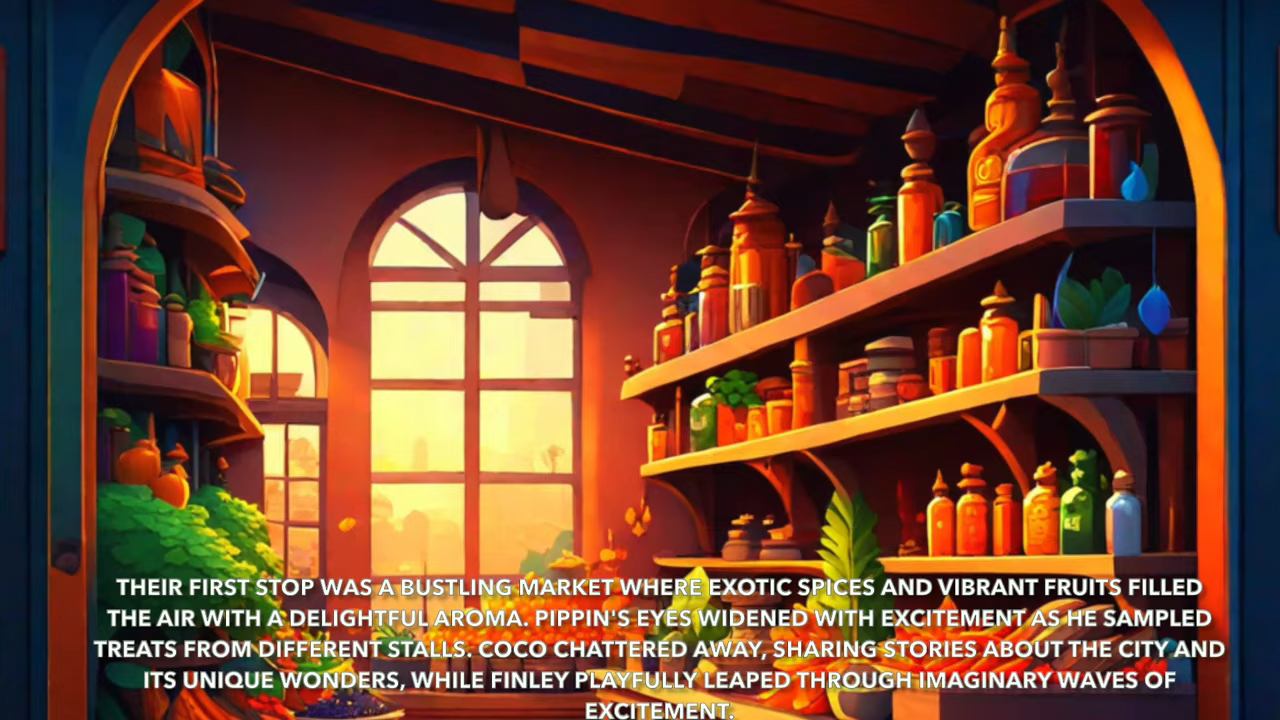 THEIR FIRST STOP WAS A BUSTLING MARKET WHERE EXOTIC SPICES AND VIBRANT FRUITS FILLED
THE AIR WITH A DELIGHTFUL AROMA. PIPPIN'S EYES WIDENED WITH EXCITEMENT AS HE SAMPLED
TREATS FROM DIFFERENT STALLS. COCO CHATTERED AWAY, SHARING STORIES ABOUT THE CITY AND
ITS UNIQUE WONDERS, WHILE FINLEY PLAYFULLY LEAPED THROUGH IMAGINARY WAVES OF
EXCITEMENT.